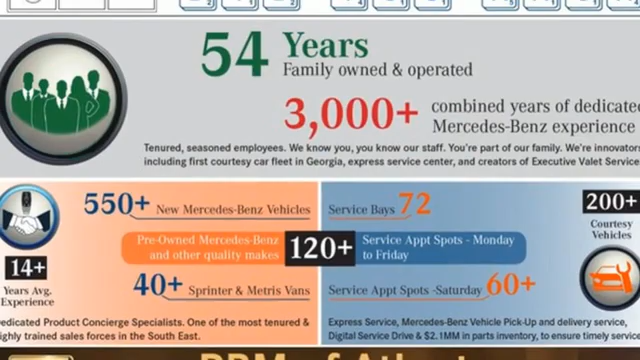 54 Years
Family owned & operated
3,000+ combined years of dedicated
Mercedes-Benz experience
Tenured, seasoned employees. We know you, you know our staff. You're part of our family. We're innovators
including first courtesy car fleet in Georgia, express service center, and creators of Executive Valet Service
550+ New Mercedes-Benz Vehicles
Service Bays 72
200+
Courtesy
Vehicles
Pre-Owned Mercedes-Benz
and other quality makes
120+
Service Appt Spots - Monday
to Friday
14+
Years Avg.
Experience
40+ Sprinter & Metris Vans
Service Appt Spots -Saturday 60+
Dedicated Product Concierge Specialists. One of the most tenured &
highly trained sales forces in the South East.
Express Service, Mercedes-Benz Vehicle Pick-Up and delivery service,
Digital Service Drive & $2.1MM in parts inventory, to ensure timely service
of